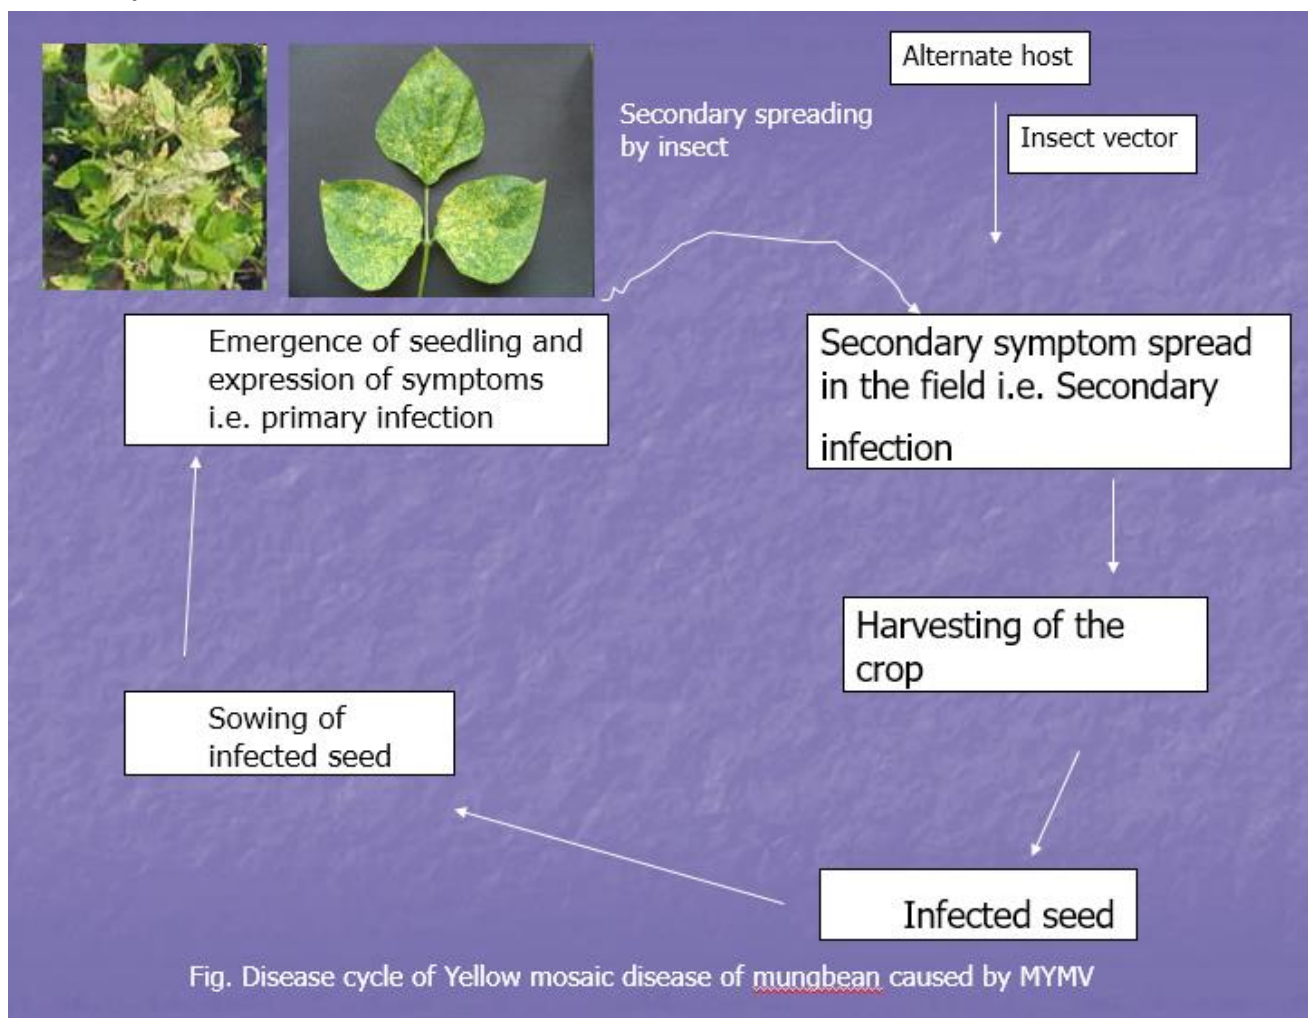 Alternate host
Secondary spreading
by insect
Insect vector
Emergence of seedling and
expression of symptoms
i.e. primary infection
Secondary symptom spread
in the field i.e. Secondary
infection
Harvesting of the
crop
Sowing of
infected seed
Infected seed
Fig. Disease cycle of Yellow mosaic disease of mungbean caused by MYMV